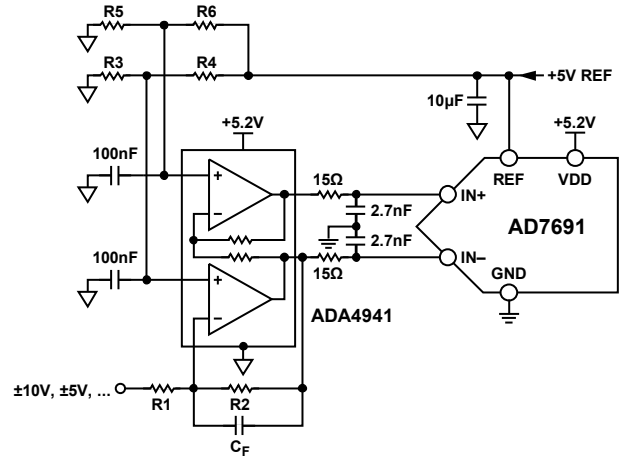 R5
R6
R3
R4
+5V REF
10µF
+5.2V
+5.2V
100nF
15Ω
REF
VDD
+
−
IN+
2.7nF
AD7691
2.7nF
100nF
IN−
15Ω
GND
+
−
ADA4941
±10V, ±5V, ...
R1
R2
CF